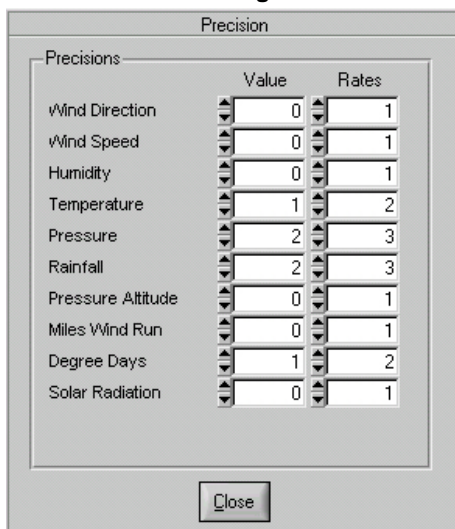 Precision
Precisions
Value Rates
Wind Direction 0 1
Wind Speed 0 1
Humidity 0 1
Temperature 1 2
Pressure 2 3
Rainfall 2 3
Pressure Altitude 0 1
Miles Wind Run 0 1
Degree Days 1 2
Solar Radiation 0 1
Close